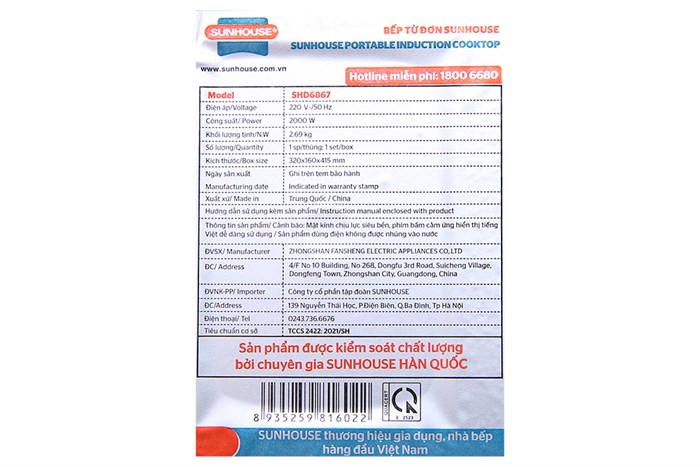 SUNHOUSE
BẾP TỪ ĐƠN SUNHOUSE
SUNHOUSE PORTABLE INDUCTION COOKTOP
www.sunhouse.com.vn
Hotline miễn phí: 1800 6680
Model SHD6867
Điện áp/Voltage 220 V~/50 Hz
Công suất/ Power 2000 W
Khối lượng tịnh/N.W 2.69 kg
Số lượng/Quantity 1 sp/thùng; 1 set/box
Kích thước/Box size 320x160x415 mm
Ngày sản xuất Ghi trên tem bảo hành
Manufacturing date Indicated in warranty stamp
Xuất xứ/ Made in Trung Quốc / China
Hướng dẫn sử dụng kèm sản phẩm/ Instruction manual enclosed with product
Thông tin sản phẩm/ Cảnh báo: Mặt kính chịu lực siêu bền, phím bấm cảm ứng hiển thị tiếng
Việt dễ dàng sử dụng / Sản phẩm dùng điện không được nhúng vào nước
ĐVSX/ Manufacturer ZHONGSHAN FANSHENG ELECTRIC APPLIANCES CO,.LTD
ĐC/ Address 4/F No 10 Building, No 268, Dongfu 3rd Road, Suicheng Village,
Dongfeng Town, Zhongshan City, Guangdong, China
ĐVNK-PP/ Importer Công ty cổ phần tập đoàn SUNHOUSE
ĐC/Address 139 Nguyễn Thái Học, P.Điện Biên, Q.Ba Đình, Tp Hà Nội
Điện thoại/ Tel 0243.736.6676
Tiêu chuẩn cơ sở TCCS 2422: 2021/SH
Sản phẩm được kiểm soát chất lượng
bởi chuyên gia SUNHOUSE HÀN QUỐC
8 935259 816022
QUACERT
E 2523
SUNHOUSE thương hiệu gia dụng, nhà bếp
hàng đầu Việt Nam